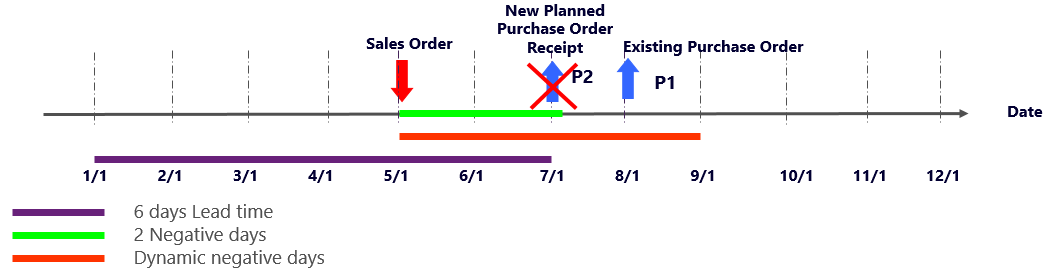 New Planned
Purchase Order
Receipt
Sales Order
Existing Purchase Order
P2
P1
Date
1/1
2/1
3/1
4/1
5/1
6/1
7/1
8/1
9/1
10/1
11/1
12/1
6 days Lead time
2 Negative days
Dynamic negative days